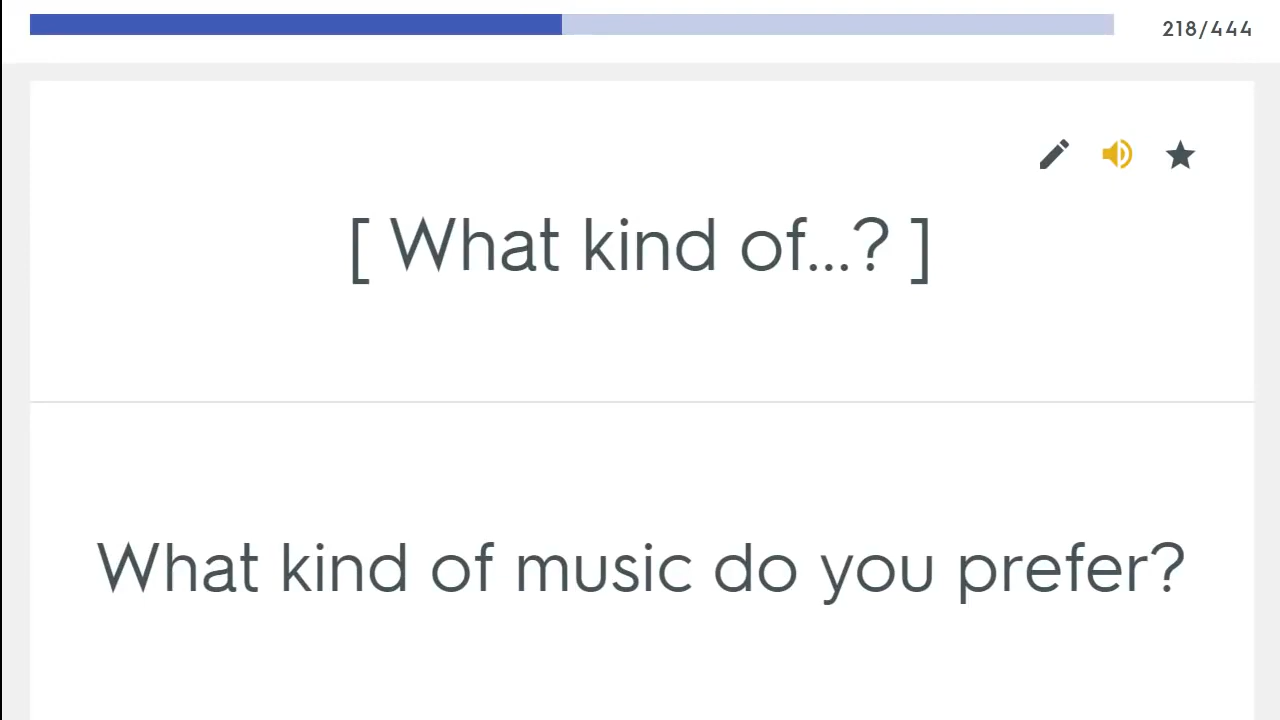 218/444
[ What kind of...? ]
What kind of music do you prefer?